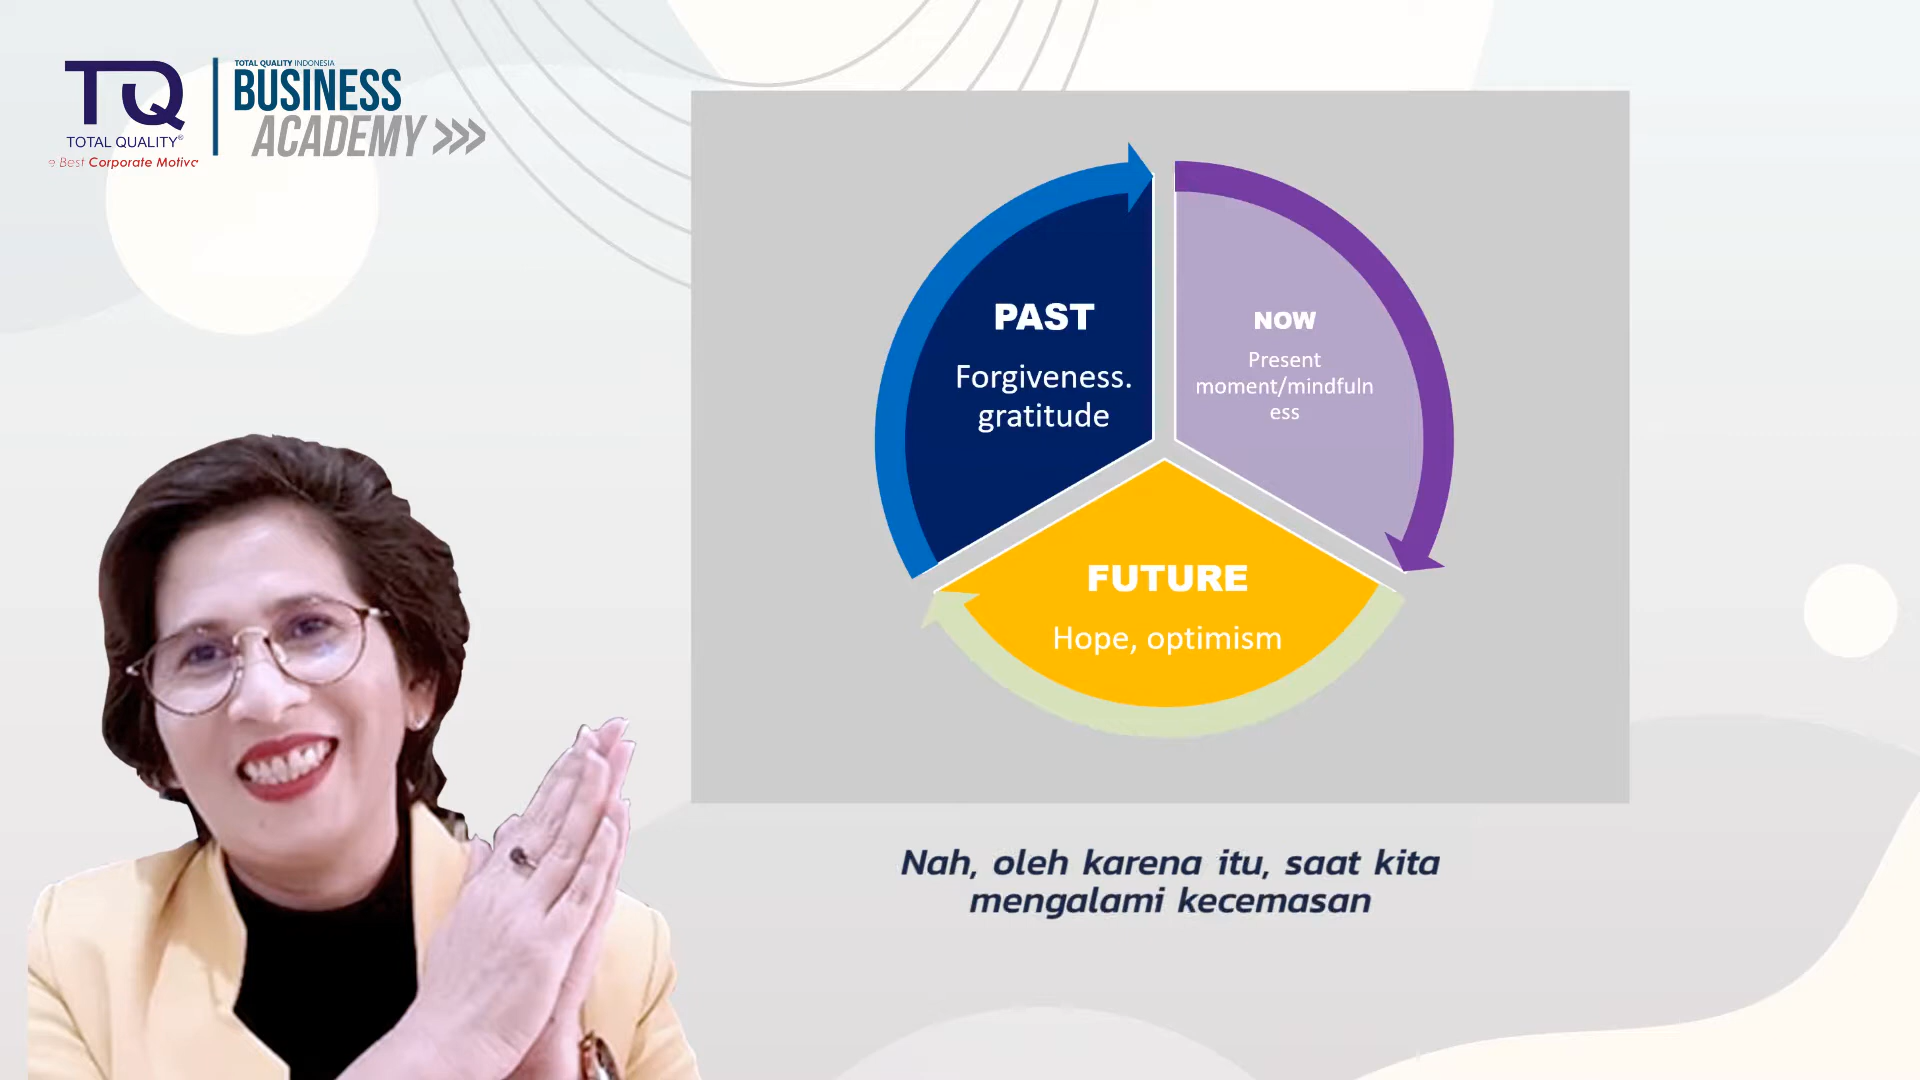 TQ
TOTAL QUALITY®
e Best Corporate Motiva
TOTAL QUALITY INDONESIA
BUSINESS
ACADEMY >>>
PAST
Forgiveness.
gratitude
NOW
Present
moment/mindfuln
ess
FUTURE
Hope, optimism
Nah, oleh karena itu, saat kita
mengalami kecemasan